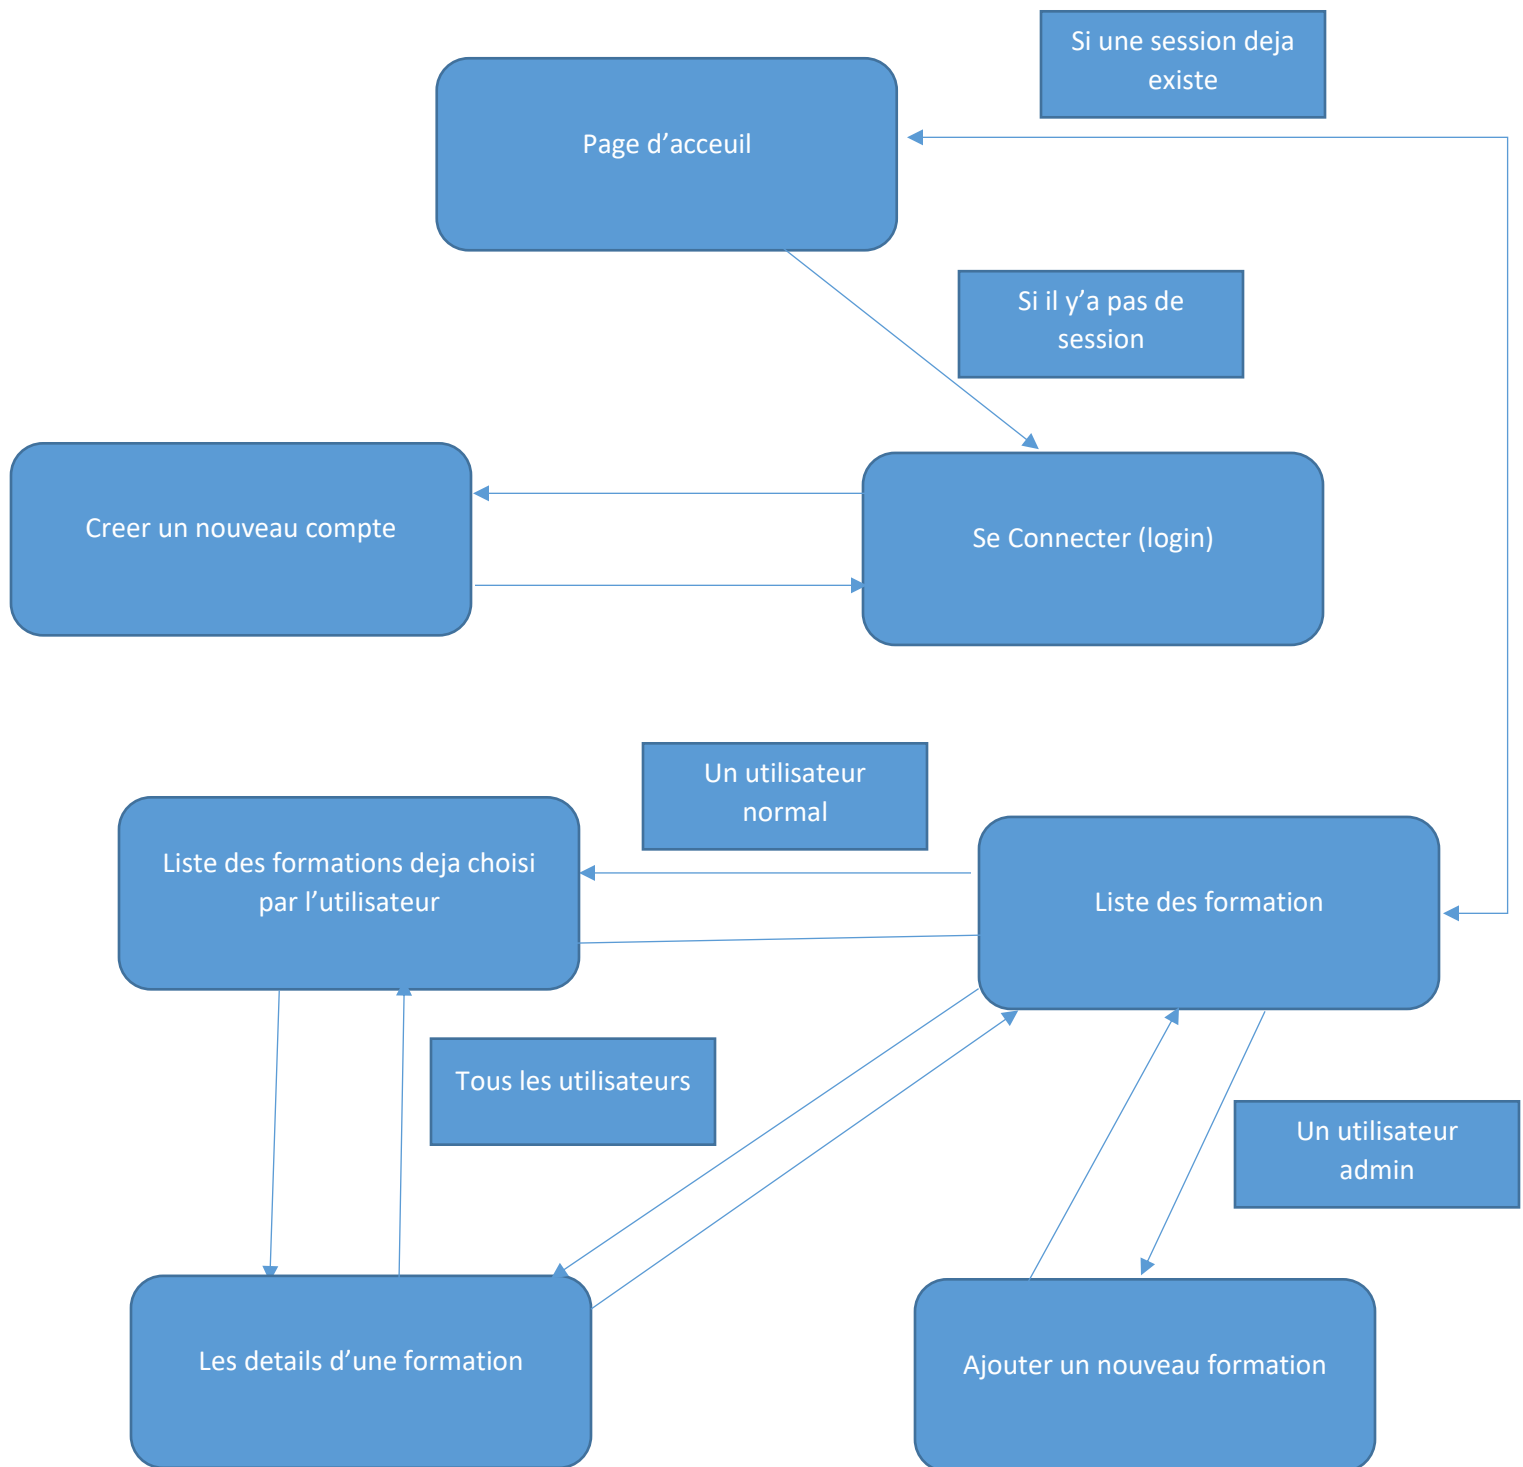 Si une session deja
existe
Page d’acceuil
Si il y’a pas de
session
Creer un nouveau compte
Se Connecter (login)
Un utilisateur
normal
Liste des formations deja choisi
par l’utilisateur
Liste des formation
Tous les utilisateurs
Un utilisateur
admin
Les details d’une formation
Ajouter un nouveau formation